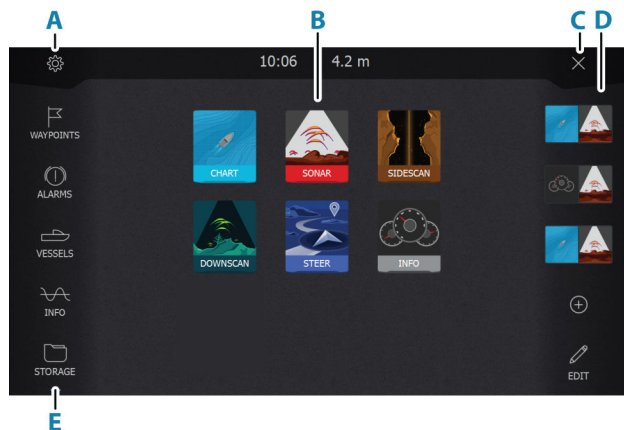 A
B
C
D
10:06
4.2 m
WAYPOINTS
ALARMS
VESSELS
INFO
STORAGE
CHART
SONAR
SIDESCAN
DOWNSCAN
STEER
INFO
EDIT
E